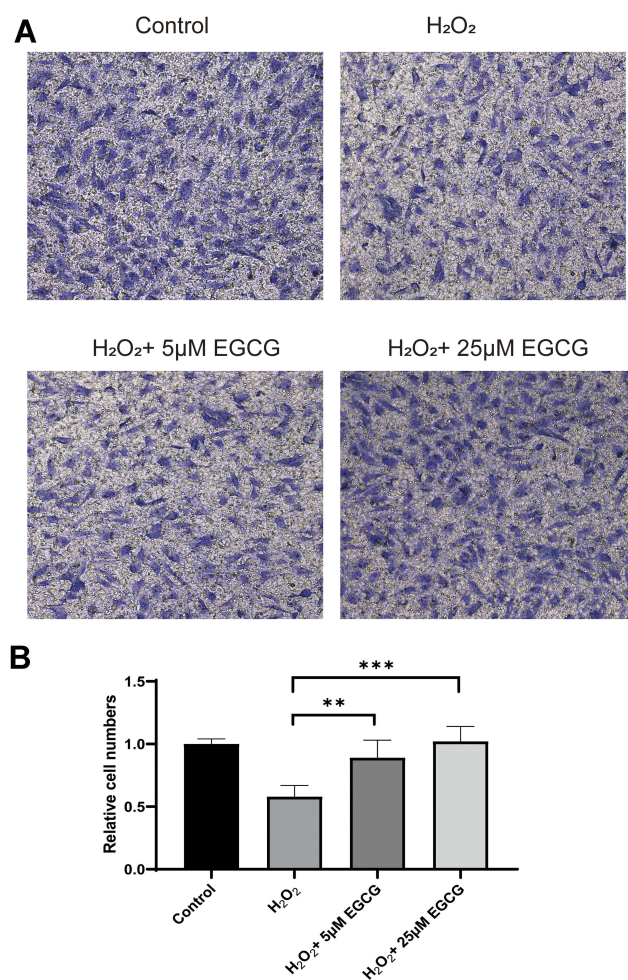 A
Control
H₂O₂
H₂O₂+ 5μM EGCG
H₂O₂+ 25μM EGCG
B
***
**
Relative cell numbers
1.5
1.0
0.5
0.0
Control
H₂O₂
H₂O₂+ 5μM EGCG
H₂O₂+ 25μM EGCG